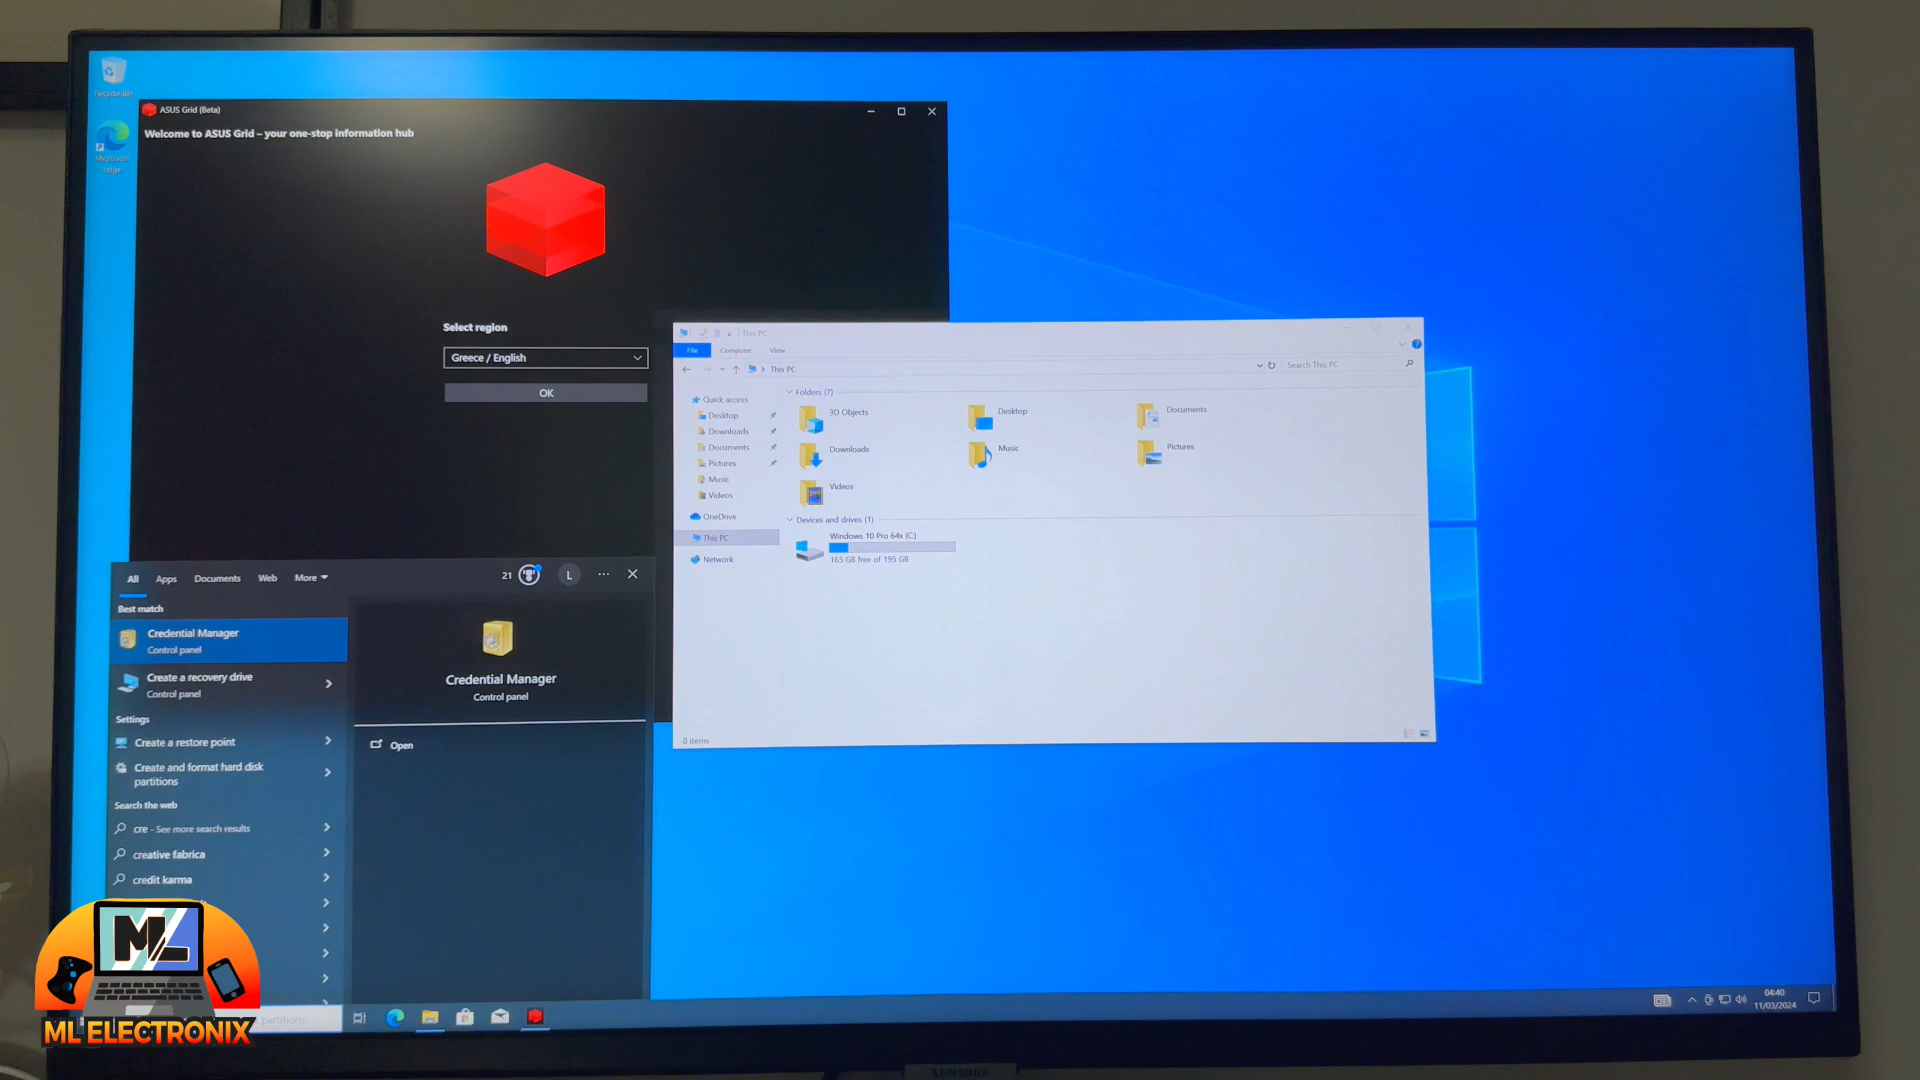 Recycle Bin
Microsoft
Edge
ASUS Grid (Beta)
Welcome to ASUS Grid – your one-stop information hub
Select region
Greece / English
OK
This PC
File
Computer
View
This PC
Search This PC
Quick access
Desktop
Downloads
Documents
Pictures
Music
Videos
OneDrive
This PC
Network
Folders (7)
3D Objects
Desktop
Documents
Downloads
Music
Pictures
Videos
Devices and drives (1)
Windows 10 Pro 64x (C:)
165 GB free of 195 GB
8 items
All
Apps
Documents
Web
More
21
L
Best match
Credential Manager
Control panel
Create a recovery drive
Control panel
Settings
Create a restore point
Create and format hard disk
partitions
Search the web
cre - See more search results
creative fabrica
credit karma
Credential Manager
Control panel
Open
partitions
ML
ML ELECTRONIX
04:40
11/03/2024
SAMSUNG